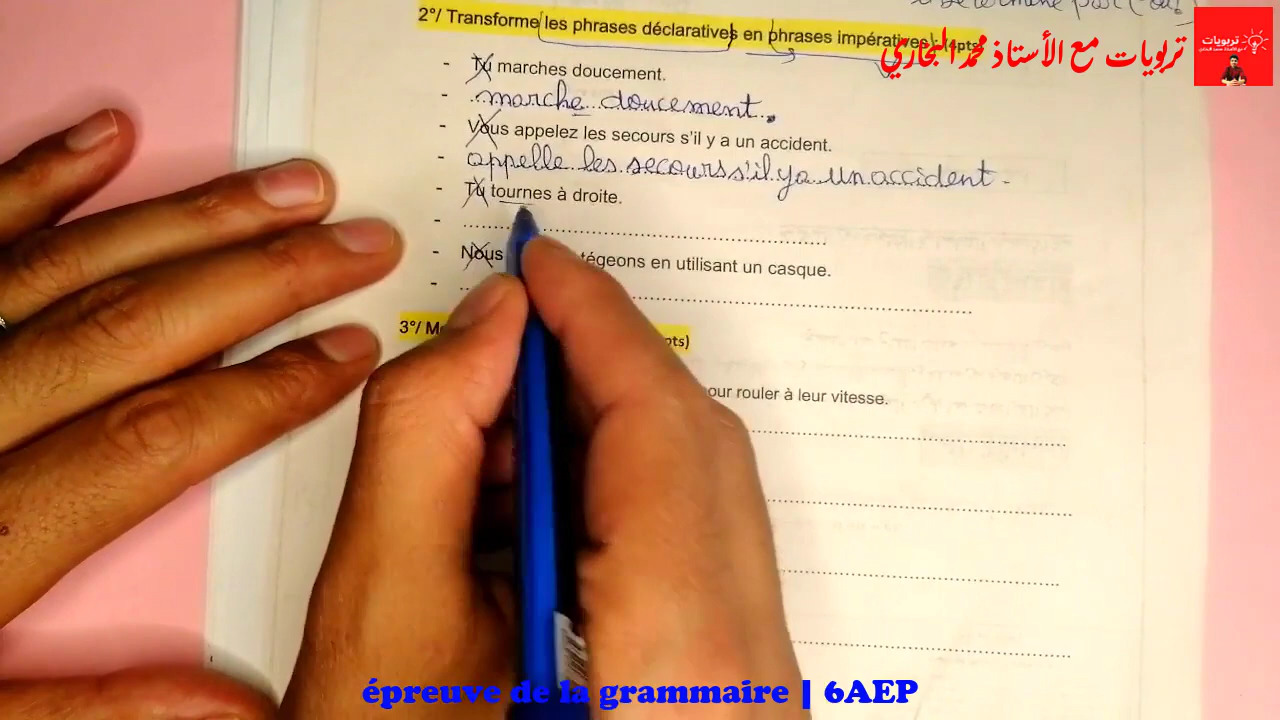 2°/ Transforme les phrases déclaratives en phrases impératives : (4pts)
تربويات مع الأستاذ محمد البخاري
تربويات
- Tu marches doucement.
- marche doucement.
- Vous appelez les secours s'il y a un accident.
- appelle les secours s'il y a un accident.
- Tu tournes à droite.
- ..........
- Nous tégeons en utilisant un casque.
- ..........
3°/ M pts)
our rouler à leur vitesse.
épreuve de la grammaire | 6AEP